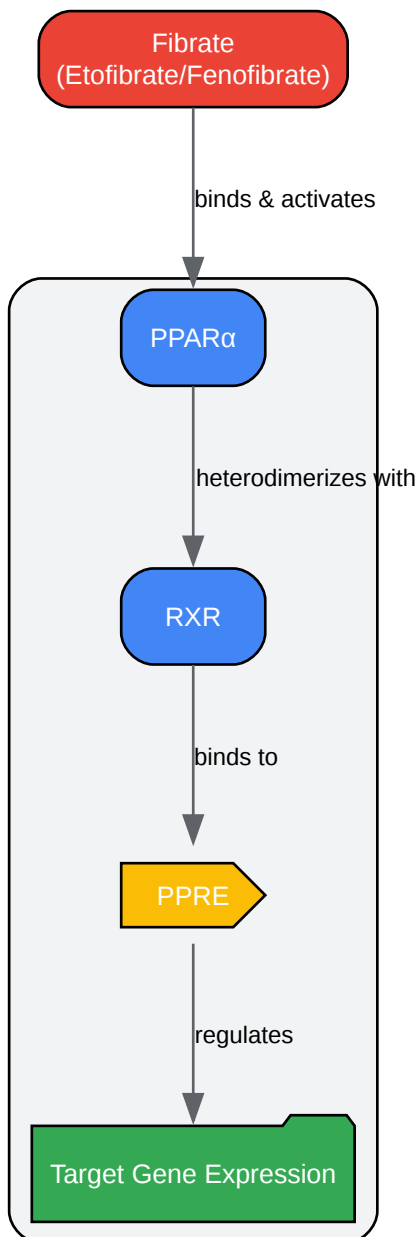 Fibrate
(Etofibrate/Fenofibrate)
binds & activates
PPARα
heterodimerizes with
RXR
binds to
PPRE
regulates
Target Gene Expression